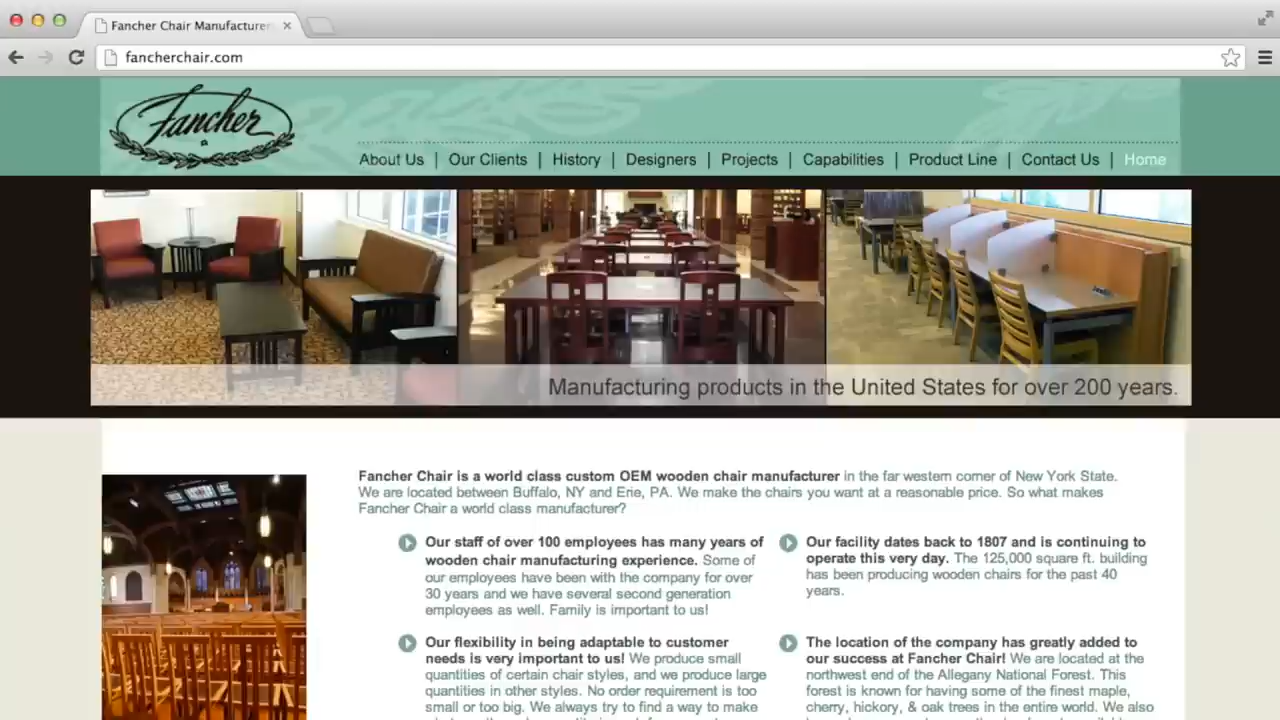 Fancher Chair Manufacturer
fancherchair.com
Fancher
About Us | Our Clients | History | Designers | Projects | Capabilities | Product Line | Contact Us | Home
Manufacturing products in the United States for over 200 years.
Fancher Chair is a world class custom OEM wooden chair manufacturer in the far western corner of New York State.
We are located between Buffalo, NY and Erie, PA. We make the chairs you want at a reasonable price. So what makes
Fancher Chair a world class manufacturer?
Our staff of over 100 employees has many years of
wooden chair manufacturing experience. Some of
our employees have been with the company for over
30 years and we have several second generation
employees as well. Family is important to us!
Our facility dates back to 1807 and is continuing to
operate this very day. The 125,000 square ft. building
has been producing wooden chairs for the past 40
years.
Our flexibility in being adaptable to customer
needs is very important to us! We produce small
quantities of certain chair styles, and we produce large
quantities in other styles. No order requirement is too
small or too big. We always try to find a way to make
The location of the company has greatly added to
our success at Fancher Chair! We are located at the
northwest end of the Allegany National Forest. This
forest is known for having some of the finest maple,
cherry, hickory, & oak trees in the entire world. We also